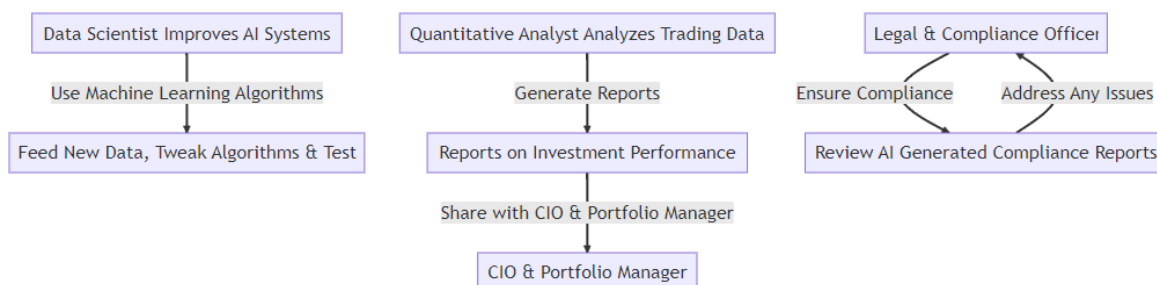 Data Scientist Improves AI Systems
Quantitative Analyst Analyzes Trading Data
Legal & Compliance Officer
Use Machine Learning Algorithms
Generate Reports
Ensure Compliance
Address Any Issues
Feed New Data, Tweak Algorithms & Test
Reports on Investment Performance
Review AI Generated Compliance Reports
Share with CIO & Portfolio Manager
CIO & Portfolio Manager